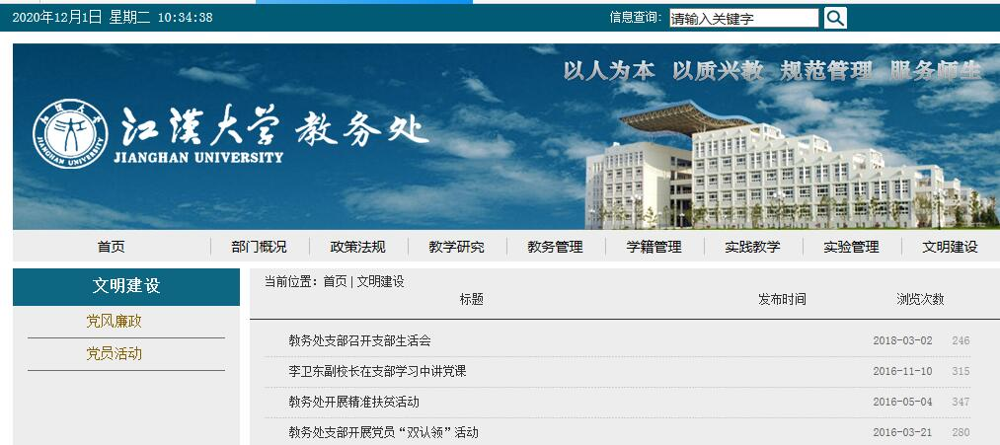 2020年12月1日 星期二 10:34:38
信息查询: 请输入关键字
以人为本 以质兴教 规范管理 服务师生
江汉大学 教务处
JIANGHAN UNIVERSITY
江汉大学
JIANGHAN UNIVERSITY
首页 部门概况 政策法规 教学研究 教务管理 学籍管理 实践教学 实验管理 文明建设
文明建设
党风廉政
党员活动
当前位置: 首页 | 文明建设
标题 发布时间 浏览次数
教务处支部召开支部生活会 2018-03-02 246
李卫东副校长在支部学习中讲党课 2016-11-10 315
教务处开展精准扶贫活动 2016-05-04 347
教务处支部开展党员“双认领”活动 2016-03-21 280